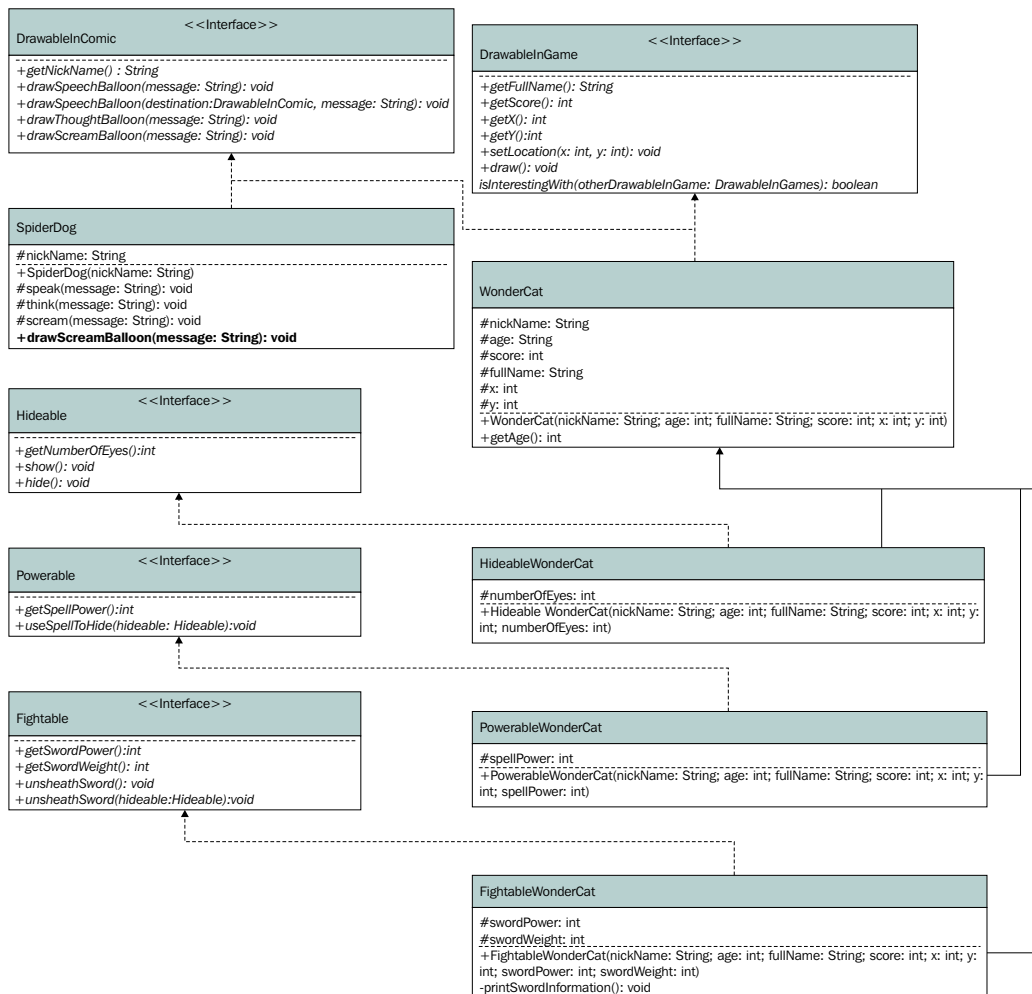 <<Interface>>
DrawableInComic
+getNickName() : String
+drawSpeechBalloon(message: String): void
+drawSpeechBalloon(destination:DrawableInComic, message: String): void
+drawThoughtBalloon(message: String): void
+drawScreamBalloon(message: String): void
<<Interface>>
DrawableInGame
+getFullName(): String
+getScore(): int
+getX(): int
+getY():int
+setLocation(x: int, y: int): void
+draw(): void
isInterestingWith(otherDrawableInGame: DrawableInGames): boolean
SpiderDog
#nickName: String
+SpiderDog(nickName: String)
#speak(message: String): void
#think(message: String): void
#scream(message: String): void
+drawScreamBalloon(message: String): void
WonderCat
#nickName: String
#age: String
#score: int
#fullName: String
#x: int
#y: int
+WonderCat(nickName: String; age: int; fullName: String; score: int; x: int; y: int)
+getAge(): int
<<Interface>>
Hideable
+getNumberOfEyes():int
+show(): void
+hide(): void
HideableWonderCat
#numberOfEyes: int
+Hideable WonderCat(nickName: String; age: int; fullName: String; score: int; x: int; y:
int; numberOfEyes: int)
<<Interface>>
Powerable
+getSpellPower():int
+useSpellToHide(hideable: Hideable):void
<<Interface>>
Fightable
+getSwordPower():int
+getSwordWeight(): int
+unsheathSword(): void
+unsheathSword(hideable:Hideable):void
PowerableWonderCat
#spellPower: int
+PowerableWonderCat(nickName: String; age: int; fullName: String; score: int; x: int; y:
int; spellPower: int)
FightableWonderCat
#swordPower: int
#swordWeight: int
+FightableWonderCat(nickName: String; age: int; fullName: String; score: int; x: int; y:
int; swordPower: int; swordWeight: int)
-printSwordInformation(): void